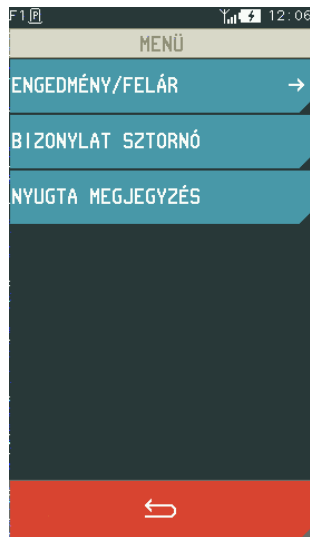 F1 P 12:06
MENÜ
ENGEDMÉNY/FELÁR
BIZONYLAT SZTORNÓ
NYUGTA MEGJEGYZÉS